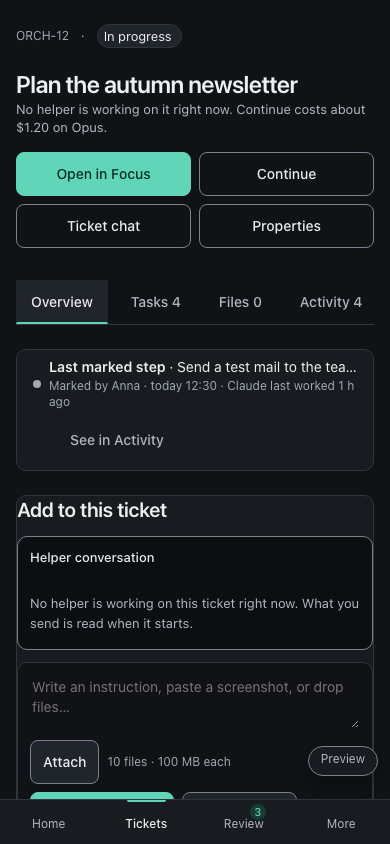 ORCH-12 · In progress
Plan the autumn newsletter
No helper is working on it right now. Continue costs about
$1.20 on Opus.
Open in Focus
Continue
Ticket chat
Properties
Overview
Tasks 4
Files 0
Activity 4
Last marked step · Send a test mail to the tea...
Marked by Anna · today 12:30 · Claude last worked 1 h
ago
See in Activity
Add to this ticket
Helper conversation
No helper is working on this ticket right now. What you
send is read when it starts.
Write an instruction, paste a screenshot, or drop
files...
Attach
10 files · 100 MB each
Preview
3
Home
Tickets
Review
More